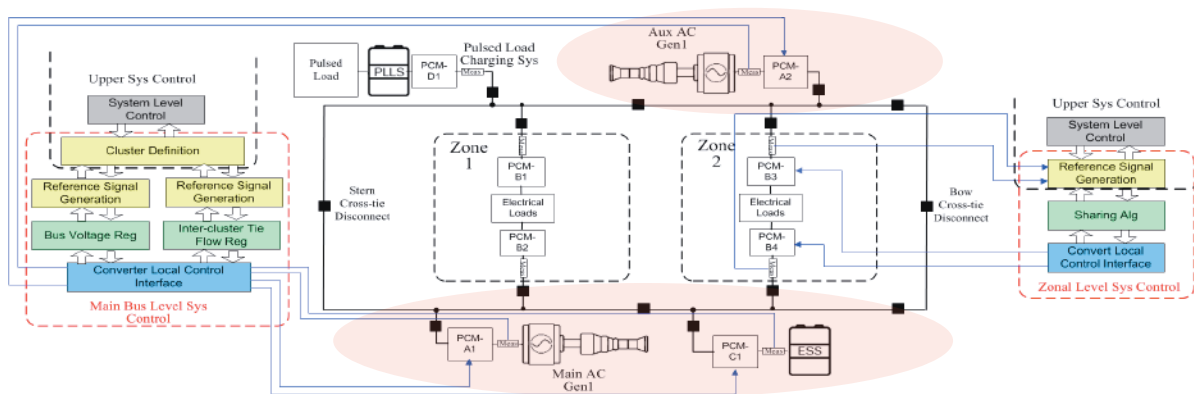 Upper Sys Control
System Level
Control
Cluster Definition
Reference Signal
Generation
Reference Signal
Generation
Bus Voltage Reg
Inter-cluster Tie
Flow Reg
Converter Local Control
Interface
Main Bus Level Sys
Control
Pulsed
Load
PLLS
PCM-
D1
Meas
Pulsed Load
Charging Sys
Aux AC
Gen1
Meas
PCM-
A2
Stern
Cross-tie
Disconnect
Zone
1
Meas
PCM-
B1
Electrical
Loads
PCM-
B2
Meas
Zone
2
Meas
PCM-
B3
Electrical
Loads
PCM-
B4
Meas
Bow
Cross-tie
Disconnect
PCM-
A1
Meas
Main AC
Gen1
PCM-
C1
Meas
ESS
Upper Sys Control
System Level
Control
Reference Signal
Generation
Sharing Alg
Convert Local
Control Interface
Zonal Level Sys Control